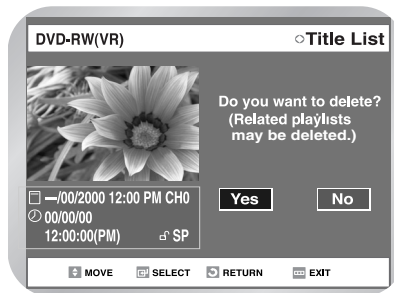 DVD-RW(VR)
Title List
Do you want to delete?
(Related playlists
may be deleted.)
—/00/2000 12:00 PM CH0
00/00/00
12:00:00(PM) SP
Yes No
MOVE SELECT RETURN EXIT